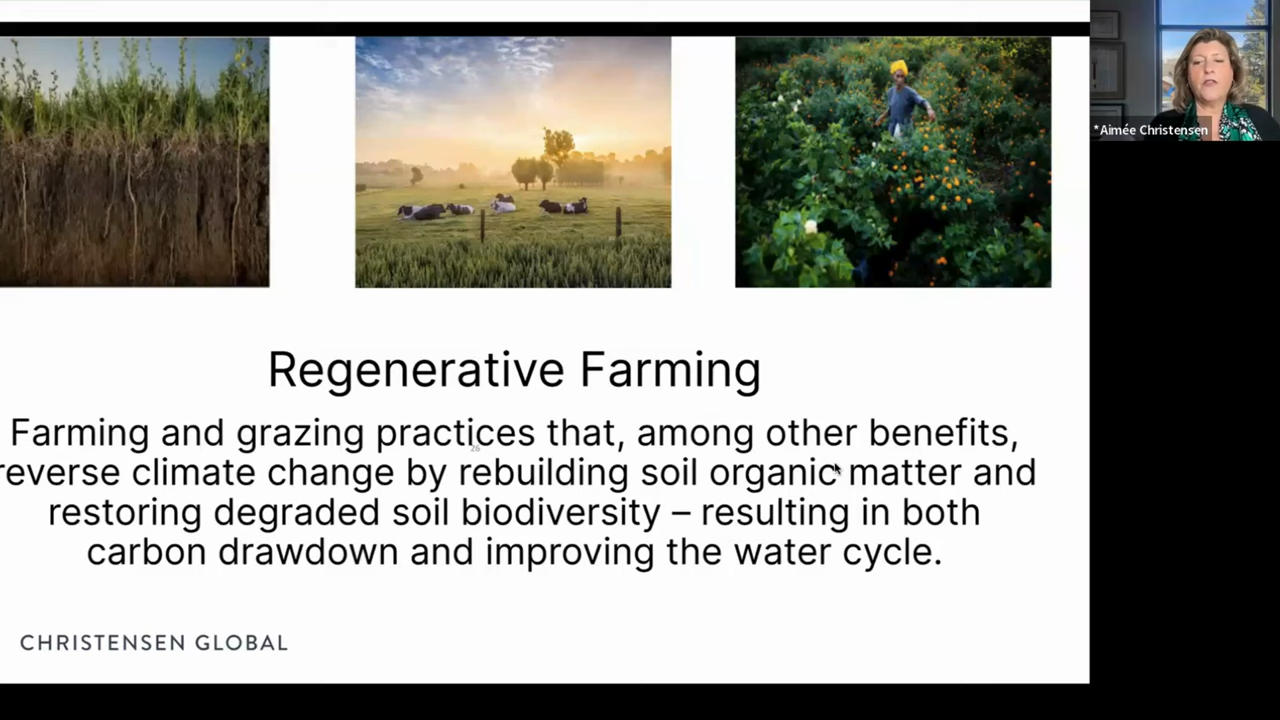 *Aimée Christensen
Regenerative Farming
Farming and grazing practices that, among other benefits,
reverse climate change by rebuilding soil organic matter and
restoring degraded soil biodiversity – resulting in both
carbon drawdown and improving the water cycle.
26
CHRISTENSEN GLOBAL